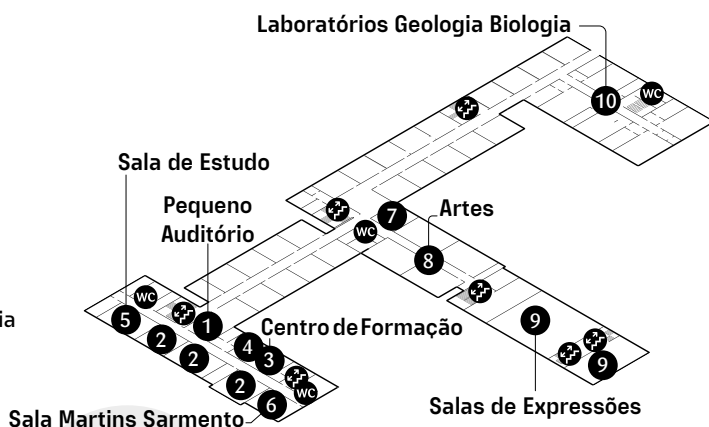 Laboratórios Geologia Biologia
10
WC
Sala de Estudo
Pequeno
Auditório
7
Artes
WC
8
WC
5
1
ia
2
4
Centro de Formação
3
9
2
9
2
WC
6
Salas de Expressões
Sala Martins Sarmento